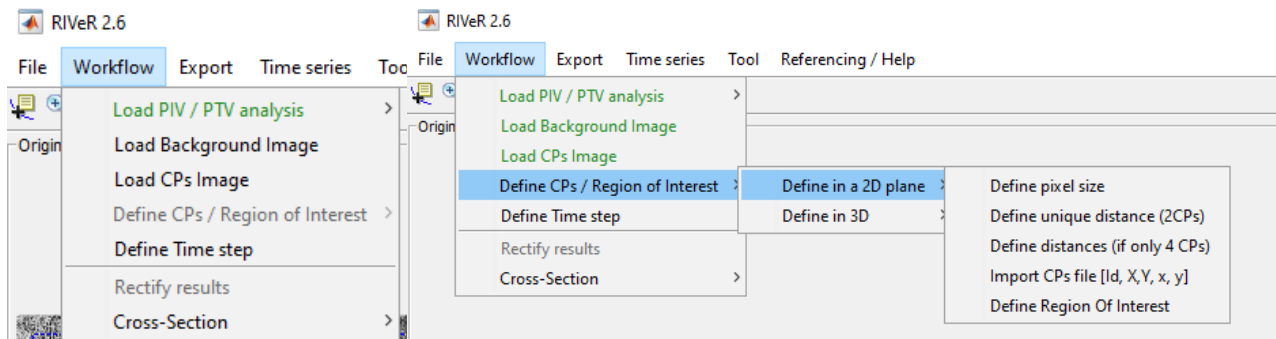 RIVeR 2.6
File Workflow Export Time series Too
Load PIV / PTV analysis
Origin
Load Background Image
Load CPs Image
Define CPs / Region of Interest
Define Time step
Rectify results
Cross-Section
RIVeR 2.6
File Workflow Export Time series Tool Referencing / Help
Load PIV / PTV analysis
Origin
Load Background Image
Load CPs Image
Define CPs / Region of Interest
Define Time step
Rectify results
Cross-Section
Define in a 2D plane
Define in 3D
Define pixel size
Define unique distance (2CPs)
Define distances (if only 4 CPs)
Import CPs file [Id, X,Y, x, y]
Define Region Of Interest